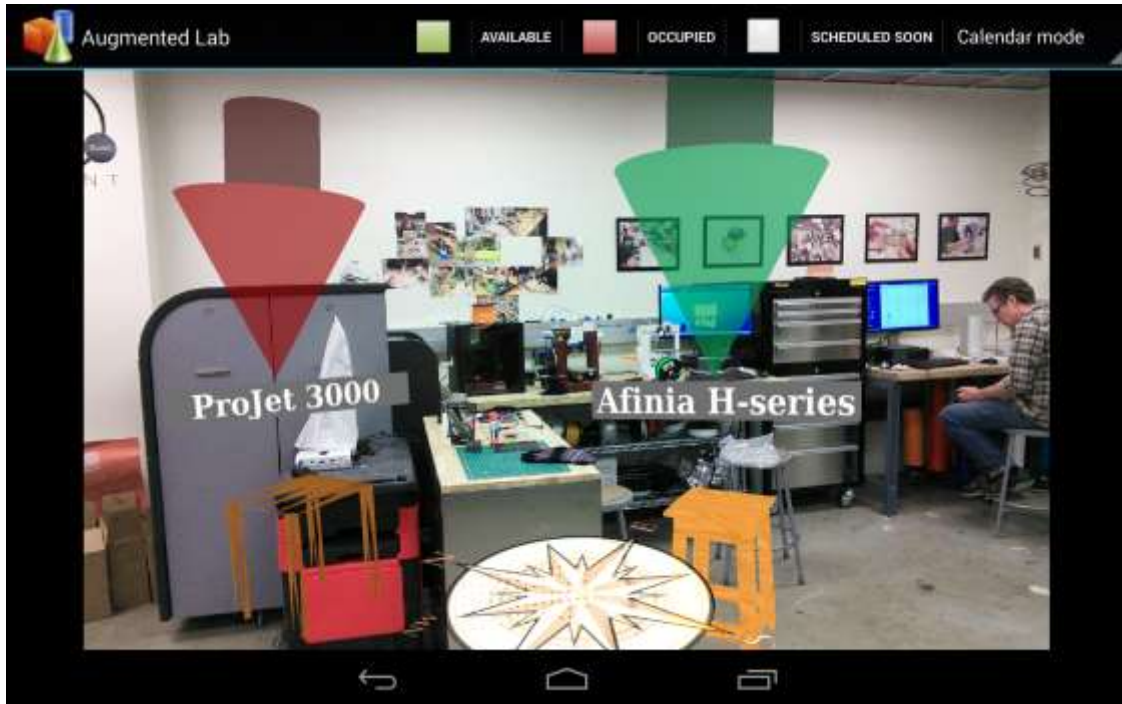 Augmented Lab
AVAILABLE
OCCUPIED
SCHEDULED SOON
Calendar mode
ProJet 3000
Afinia H-series